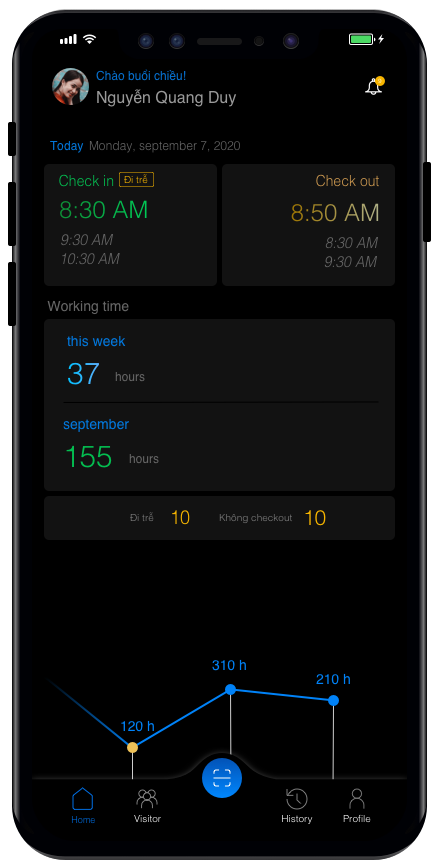 Chào buổi chiều!
Nguyễn Quang Duy
Today Monday, september 7, 2020
Check in Đi trễ
8:30 AM
9:30 AM
10:30 AM
Check out
8:50 AM
8:30 AM
9:30 AM
Working time
this week
37 hours
september
155 hours
Đi trễ 10 Không checkout 10
310 h
210 h
120 h
Home Visitor History Profile